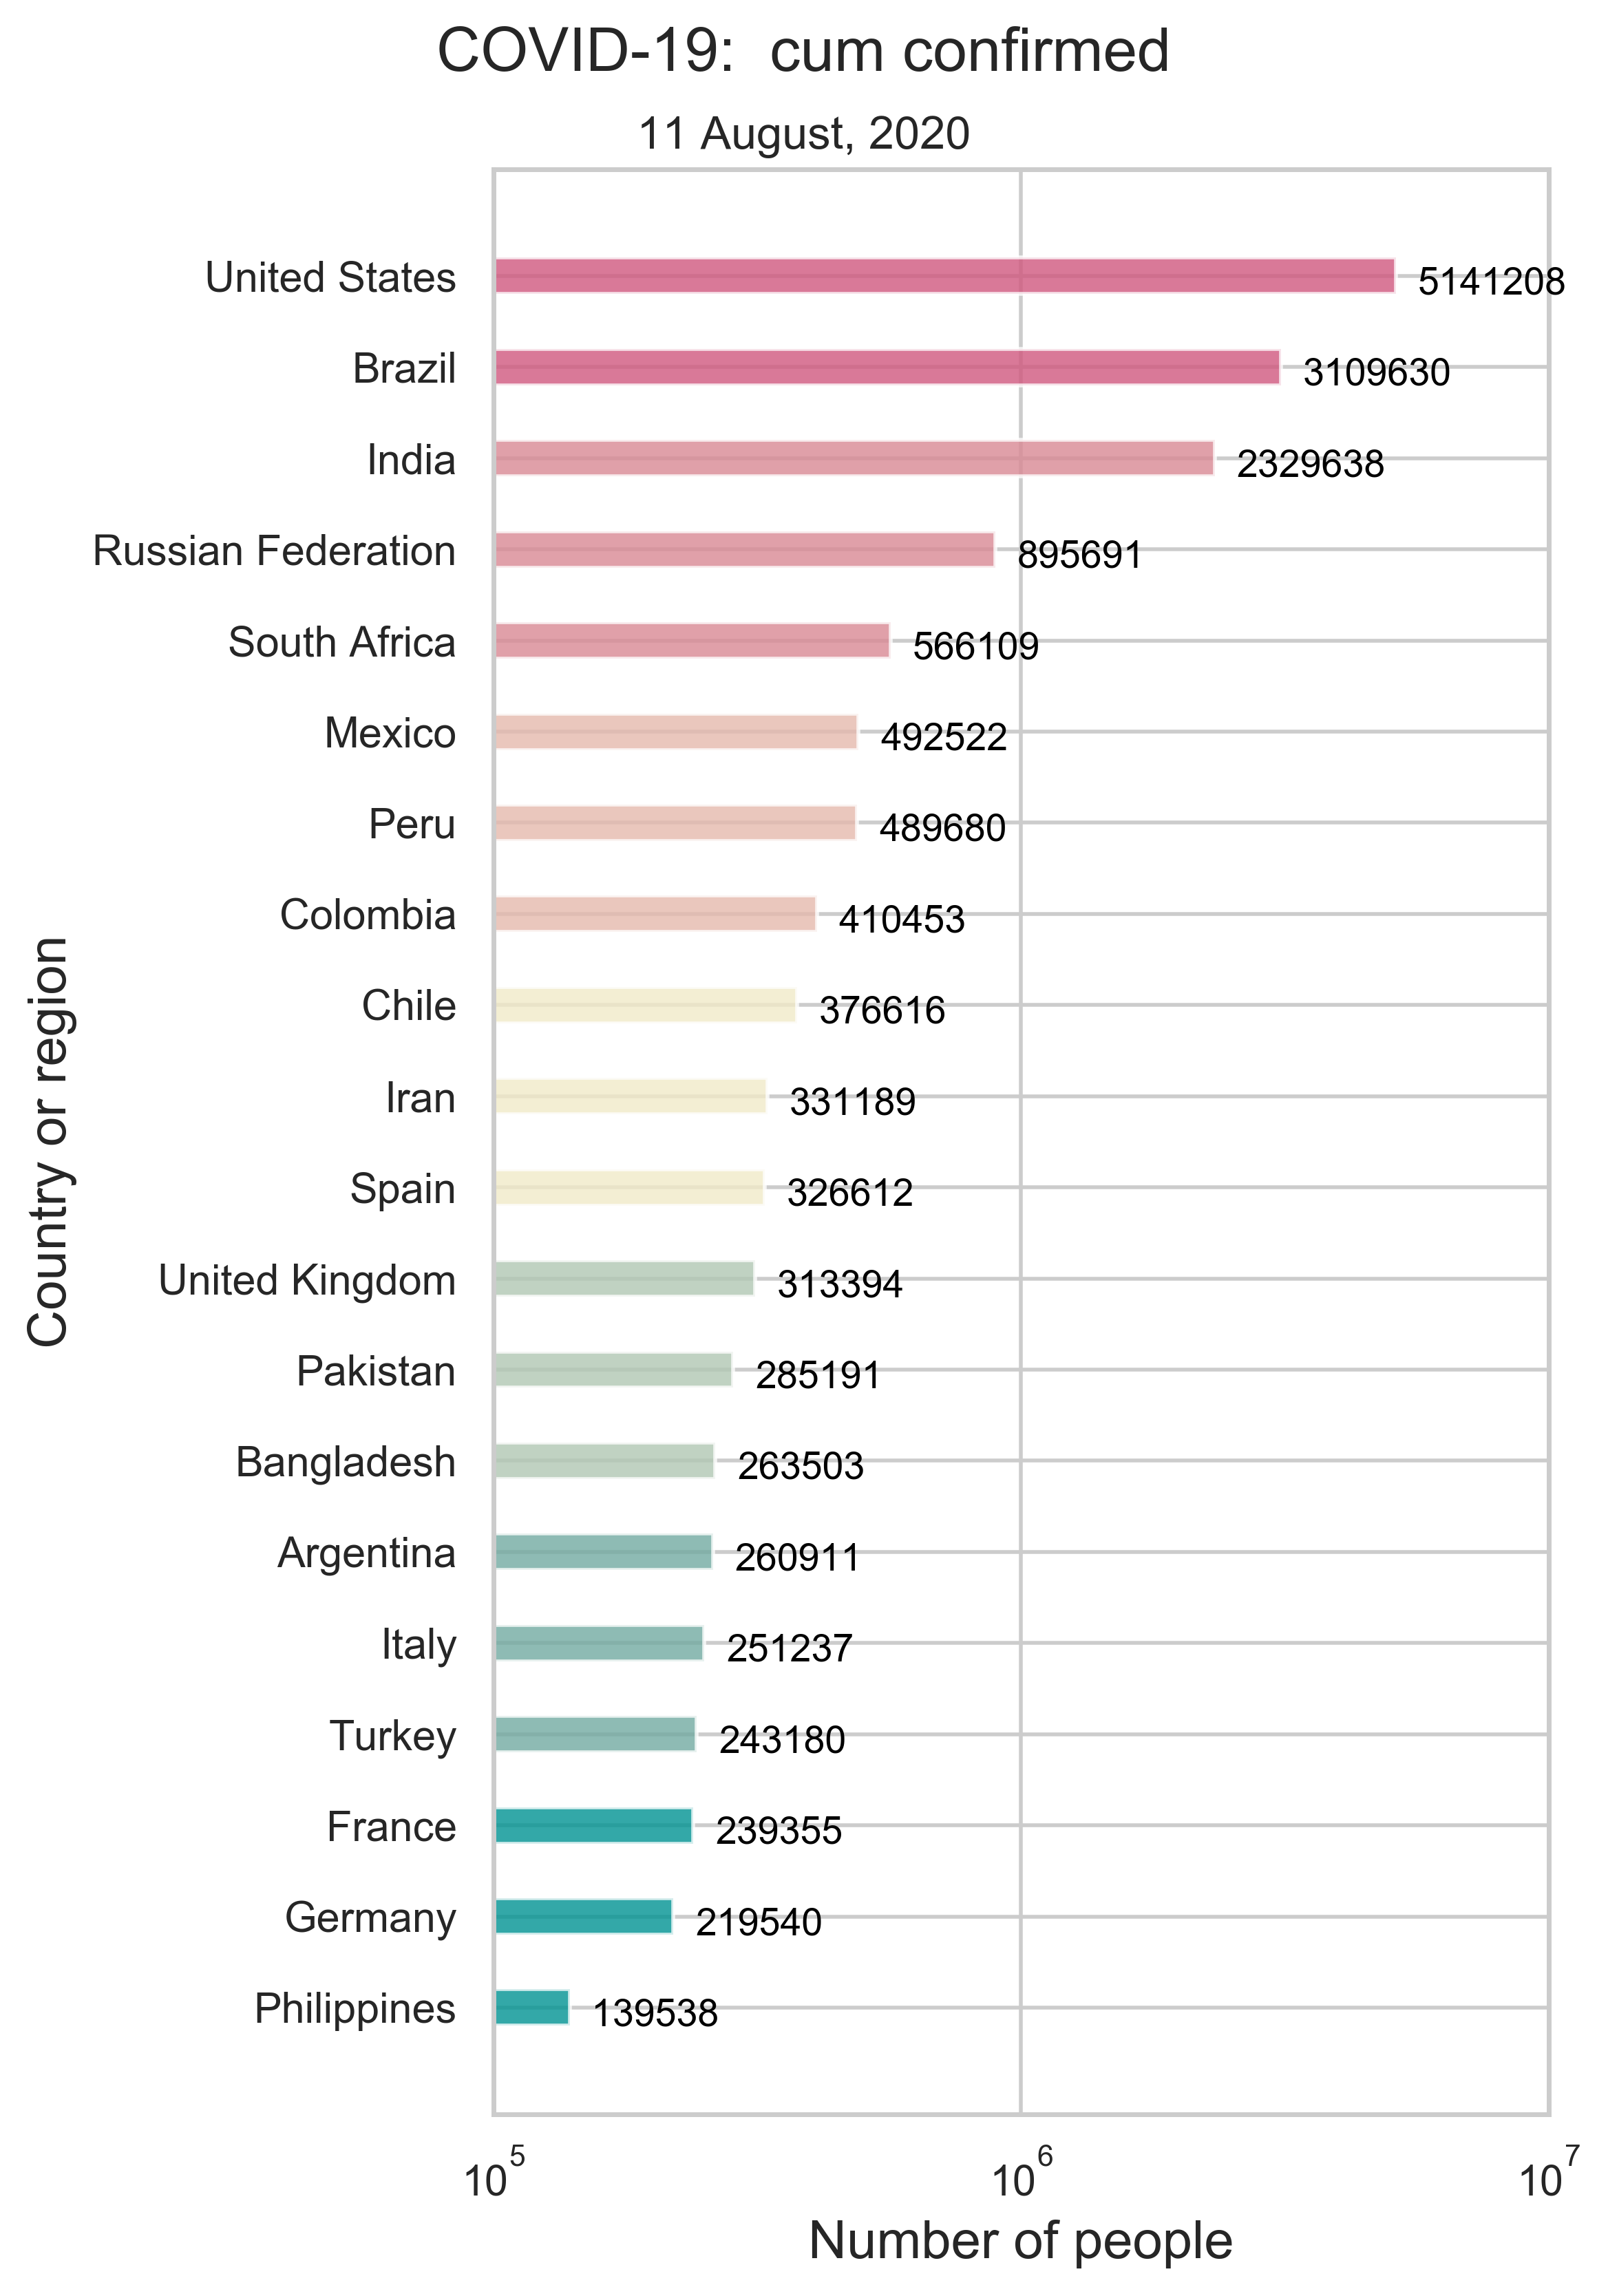 COVID-19:  cum confirmed
11 August, 2020
United States 5141208
Brazil 3109630
India 2329638
Russian Federation 895691
South Africa 566109
Mexico 492522
Peru 489680
Colombia 410453
Chile 376616
Iran 331189
Spain 326612
United Kingdom 313394
Pakistan 285191
Bangladesh 263503
Argentina 260911
Italy 251237
Turkey 243180
France 239355
Germany 219540
Philippines 139538
Country or region
10^5 10^6 10^7
Number of people